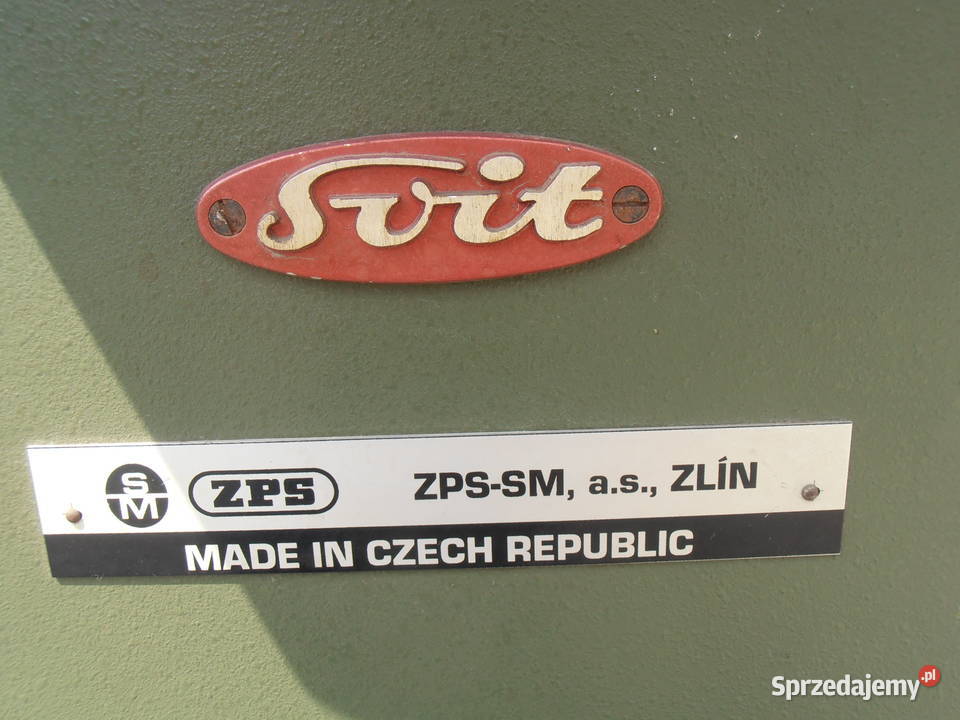 Svit
SM ZPS ZPS-SM, a.s., ZLÍN
MADE IN CZECH REPUBLIC
Sprzedajemy.pl